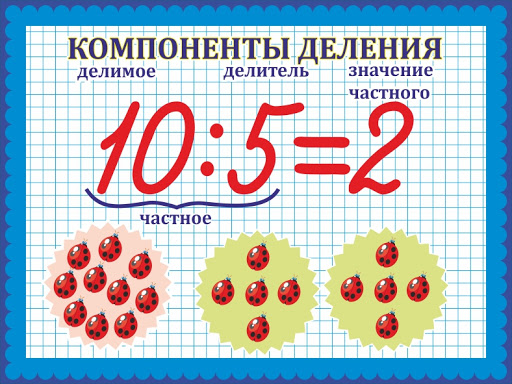 КОМПОНЕНТЫ ДЕЛЕНИЯ
делимое делитель значение частного
10:5=2
частное